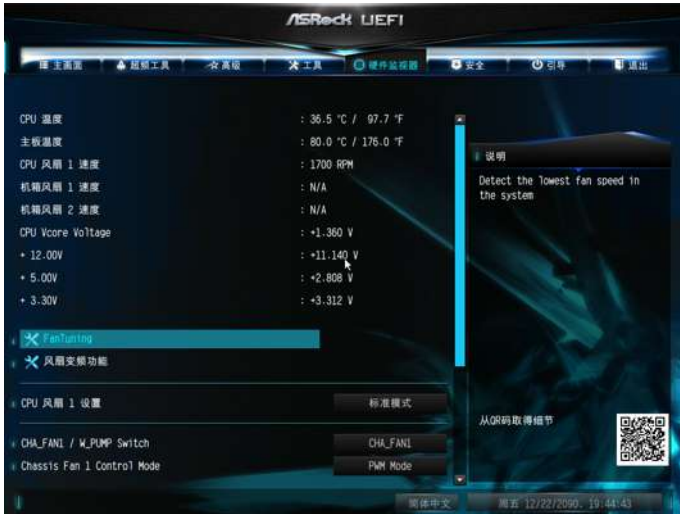 ASRock UEFI
主画面 超频工具 高级 工具 硬件监视器 安全 引导 退出
CPU 温度 : 36.5 °C / 97.7 °F
主板温度 : 80.0 °C / 176.0 °F
CPU 风扇 1 速度 : 1700 RPM
机箱风扇 1 速度 : N/A
机箱风扇 2 速度 : N/A
CPU Vcore Voltage : +1.360 V
+ 12.00V : +11.140 V
+ 5.00V : +2.808 V
+ 3.30V : +3.312 V
FanTuning
风扇变频功能
CPU 风扇 1 设置 标准模式
CHA_FAN1 / W_PUMP Switch CHA_FAN1
Chassis Fan 1 Control Mode PWM Mode
说明
Detect the lowest fan speed in
the system
从QR码取得细节
简体中文 周五 12/22/2090. 19:44:43